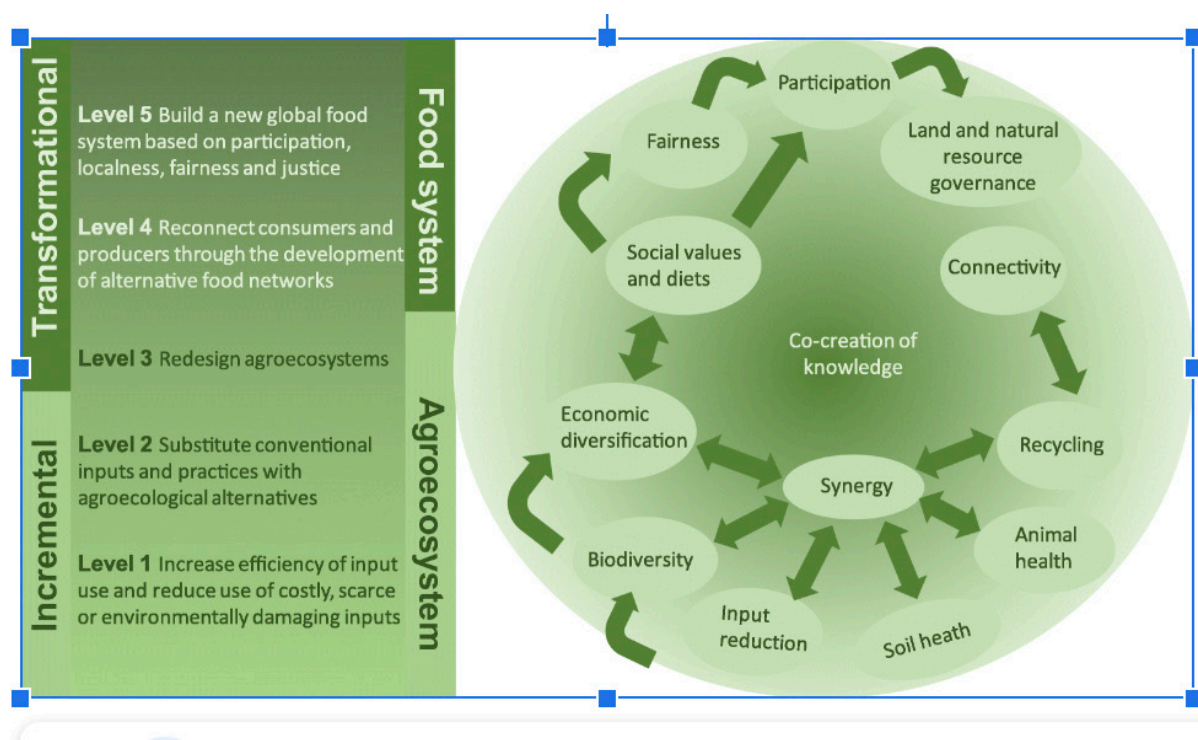 Transformational
Incremental
Level 5 Build a new global food
system based on participation,
localness, fairness and justice
Level 4 Reconnect consumers and
producers through the development
of alternative food networks
Level 3 Redesign agroecosystems
Level 2 Substitute conventional
inputs and practices with
agroecological alternatives
Level 1 Increase efficiency of input
use and reduce use of costly, scarce
or environmentally damaging inputs
Food system
Agroecosystem
Participation
Fairness
Land and natural
resource
governance
Social values
and diets
Connectivity
Co-creation of
knowledge
Economic
diversification
Recycling
Synergy
Biodiversity
Animal
health
Input
reduction
Soil heath